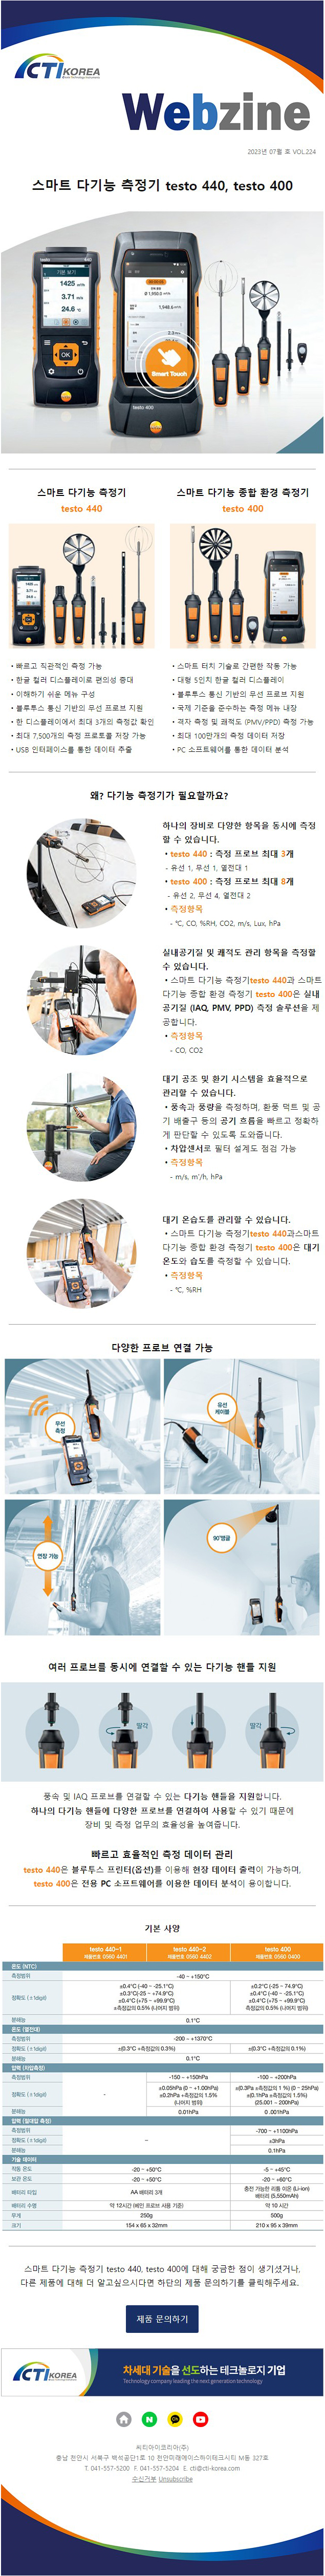 CTI KOREA
Webzine
2023년 07월 호 VOL.224
스마트 다기능 측정기 testo 440, testo 400
Smart Touch
testo 400
스마트 다기능 측정기
testo 440
• 빠르고 직관적인 측정 가능
• 한글 컬러 디스플레이로 편의성 증대
• 이해하기 쉬운 메뉴 구성
• 블루투스 통신 기반의 무선 프로브 지원
• 한 디스플레이에서 최대 3개의 측정값 확인
• 최대 7,500개의 측정 프로토콜 저장 가능
• USB 인터페이스를 통한 데이터 추출
스마트 다기능 종합 환경 측정기
testo 400
• 스마트 터치 기술로 간편한 작동 가능
• 대형 5인치 한글 컬러 디스플레이
• 블루투스 통신 기반의 무선 프로브 지원
• 국제 기준을 준수하는 측정 메뉴 내장
• 격자 측정 및 쾌적도 (PMV/PPD) 측정 가능
• 최대 100만개의 측정 데이터 저장
• PC 소프트웨어를 통한 데이터 분석
왜? 다기능 측정기가 필요할까요?
하나의 장비로 다양한 항목을 동시에 측정
할 수 있습니다.
• testo 440 : 측정 프로브 최대 3개
- 유선 1, 무선 1, 열전대 1
• testo 400 : 측정 프로브 최대 8개
- 유선 2, 무선 4, 열전대 2
• 측정항목
- ℃, CO, %RH, CO2, m/s, Lux, hPa
실내공기질 및 쾌적도 관리 항목을 측정할
수 있습니다.
• 스마트 다기능 측정기testo 440과 스마트
다기능 종합 환경 측정기 testo 400은 실내
공기질 (IAQ, PMV, PPD) 측정 솔루션을 제
공합니다.
• 측정항목
- CO, CO2
대기 공조 및 환기 시스템을 효율적으로
관리할 수 있습니다.
• 풍속과 풍량을 측정하며, 환풍 덕트 및 공
기 배출구 등의 공기 흐름을 빠르고 정확하
게 판단할 수 있도록 도와줍니다.
• 차압센서로 필터 설계도 점검 가능
• 측정항목
- m/s, m³/h, hPa
대기 온습도를 관리할 수 있습니다.
• 스마트 다기능 측정기testo 440과스마트
다기능 종합 환경 측정기 testo 400은 대기
온도와 습도를 측정할 수 있습니다.
• 측정항목
- ℃, %RH
다양한 프로브 연결 가능
무선
측정
유선
케이블
연장 가능
90°앵글
여러 프로브를 동시에 연결할 수 있는 다기능 핸들 지원
딸각
딸각
풍속 및 IAQ 프로브를 연결할 수 있는 다기능 핸들을 지원합니다.
하나의 다기능 핸들에 다양한 프로브를 연결하여 사용할 수 있기 때문에
장비 및 측정 업무의 효율성을 높여줍니다.
빠르고 효율적인 측정 데이터 관리
testo 440은 블루투스 프린터(옵션)를 이용해 현장 데이터 출력이 가능하며,
testo 400은 전용 PC 소프트웨어를 이용한 데이터 분석이 용이합니다.
기본 사양
testo 440-1 testo 440-2 testo 400
제품번호 0560 4401 제품번호 0560 4402 제품번호 0560 0400
온도 (NTC)
측정범위 -40 ~ +150°C
정확도 (±1digit)
±0.4°C (-40 ~ -25.1°C)
±0.3°C(-25 ~ +74.9°C)
±0.4°C (+75 ~ +99.9°C)
±측정값의 0.5% (나머지 범위)
±0.2°C (-25 ~ 74.9°C)
±0.4°C (-40 ~ -25.1°C)
±0.4°C (+75 ~ +99.9°C)
측정값의 0.5% (나머지 범위)
분해능 0.1°C
온도 (열전대)
측정범위 -200 ~ +1370°C
정확도 (±1digit) ±(0.3°C +측정값의 0.3%) ±(0.3°C +측정값의 0.1%)
분해능 0.1°C
압력 (차압측정)
측정범위 - -150 ~ +150hPa -100 ~ +200hPa
정확도 (±1digit)
±0.05hPa (0 ~ +1.00hPa)
±0.2hPa +측정값의 1.5%
(나머지 범위)
±(0.3Pa ±측정값의 1 %) (0 ~ 25hPa)
±(0.1hPa ±측정값의 1.5%)
(25.001 ~ 200hPa)
분해능 0.01hPa 0 .001hPa
압력 (절대압 측정)
측정범위 - -700 ~ +1100hPa
정확도 (±1digit) ±3hPa
분해능 0.1hPa
기술 데이터
작동 온도 -20 ~ +50°C -5 ~ +45°C
보관 온도 -20 ~ +50°C -20 ~ +60°C
배터리 타입 AA 배터리 3개 충전 가능한 리튬 이온 (Li-ion)
배터리 (5,550mAh)
배터리 수명 약 12시간 (베인 프로브 사용 기준) 약 10 시간
무게 250g 500g
크기 154 x 65 x 32mm 210 x 95 x 39mm
스마트 다기능 측정기 testo 440, testo 400에 대해 궁금한 점이 생기셨거나,
다른 제품에 대해 더 알고싶으시다면 하단의 제품 문의하기를 클릭해주세요.
제품 문의하기
CTI KOREA
차세대 기술을 선도하는 테크놀로지 기업
Technology company leading the next generation technology
씨티아이코리아(주)
충남 천안시 서북구 백석공단1로 10 천안미래에이스하이테크시티 M동 327호
T. 041-557-5200 F. 041-557-5204 E. cti@cti-korea.com
수신거부 Unsubscribe